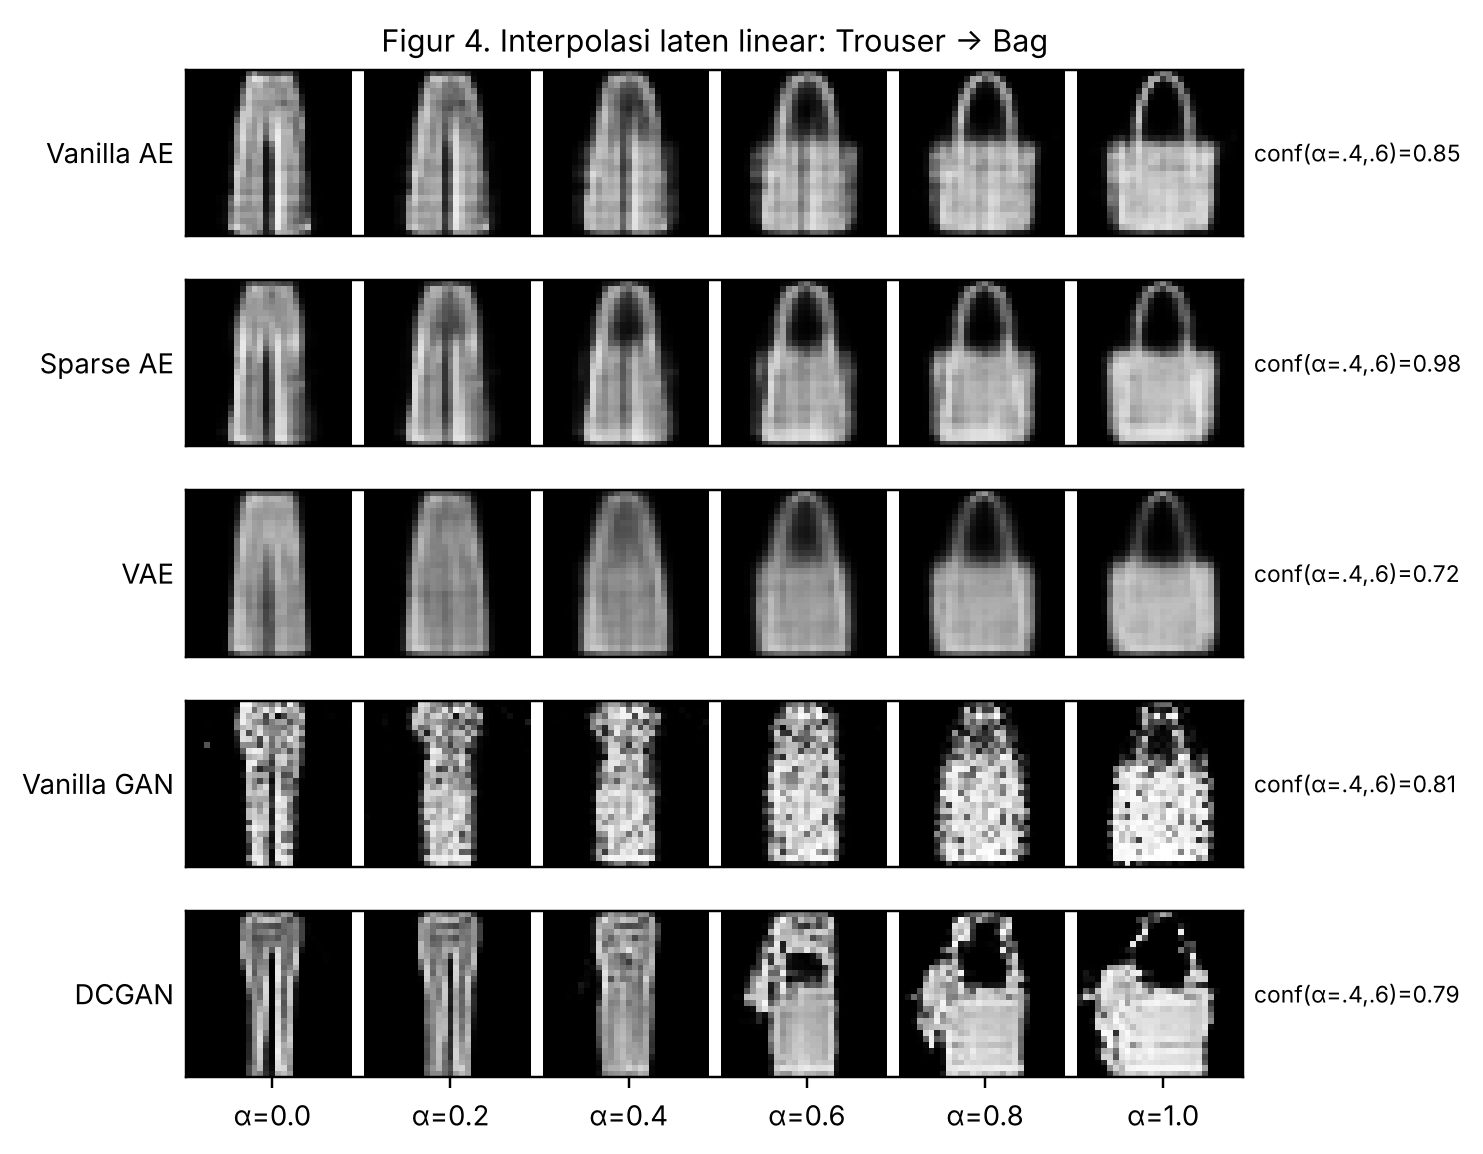 Figur 4. Interpolasi laten linear: Trouser → Bag
Vanilla AE
conf(α=.4,.6)=0.85
Sparse AE
conf(α=.4,.6)=0.98
VAE
conf(α=.4,.6)=0.72
Vanilla GAN
conf(α=.4,.6)=0.81
DCGAN
conf(α=.4,.6)=0.79
α=0.0 α=0.2 α=0.4 α=0.6 α=0.8 α=1.0